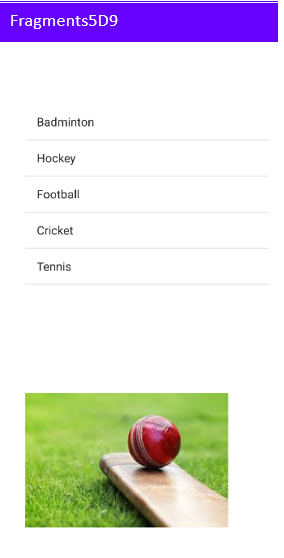 Fragments5D9
Badminton
Hockey
Football
Cricket
Tennis